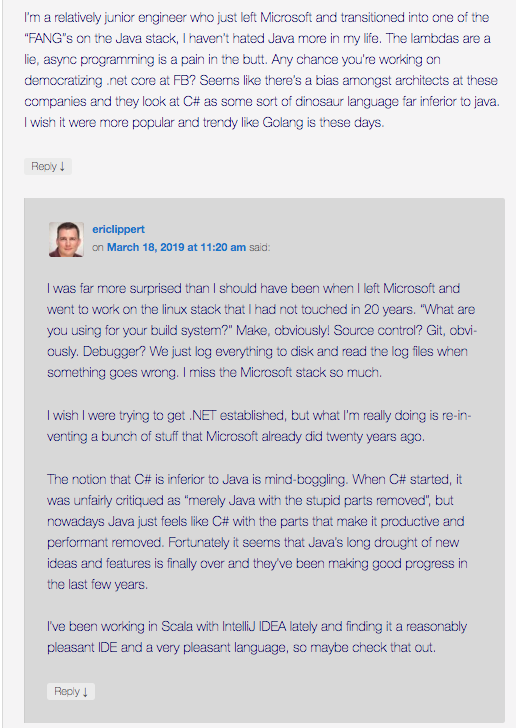 I'm a relatively junior engineer who just left Microsoft and transitioned into one of the
"FANG"s on the Java stack, I haven't hated Java more in my life. The lambdas are a
lie, async programming is a pain in the butt. Any chance you're working on
democratizing .net core at FB? Seems like there's a bias amongst architects at these
companies and they look at C# as some sort of dinosaur language far inferior to java.
I wish it were more popular and trendy like Golang is these days.
Reply ↓
ericlippert
on March 18, 2019 at 11:20 am said:
I was far more surprised than I should have been when I left Microsoft and
went to work on the linux stack that I had not touched in 20 years. "What are
you using for your build system?" Make, obviously! Source control? Git, obvi-
ously. Debugger? We just log everything to disk and read the log files when
something goes wrong. I miss the Microsoft stack so much.
I wish I were trying to get .NET established, but what I'm really doing is re-in-
venting a bunch of stuff that Microsoft already did twenty years ago.
The notion that C# is inferior to Java is mind-boggling. When C# started, it
was unfairly critiqued as "merely Java with the stupid parts removed", but
nowadays Java just feels like C# with the parts that make it productive and
performant removed. Fortunately it seems that Java's long drought of new
ideas and features is finally over and they've been making good progress in
the last few years.
I've been working in Scala with IntelliJ IDEA lately and finding it a reasonably
pleasant IDE and a very pleasant language, so maybe check that out.
Reply ↓